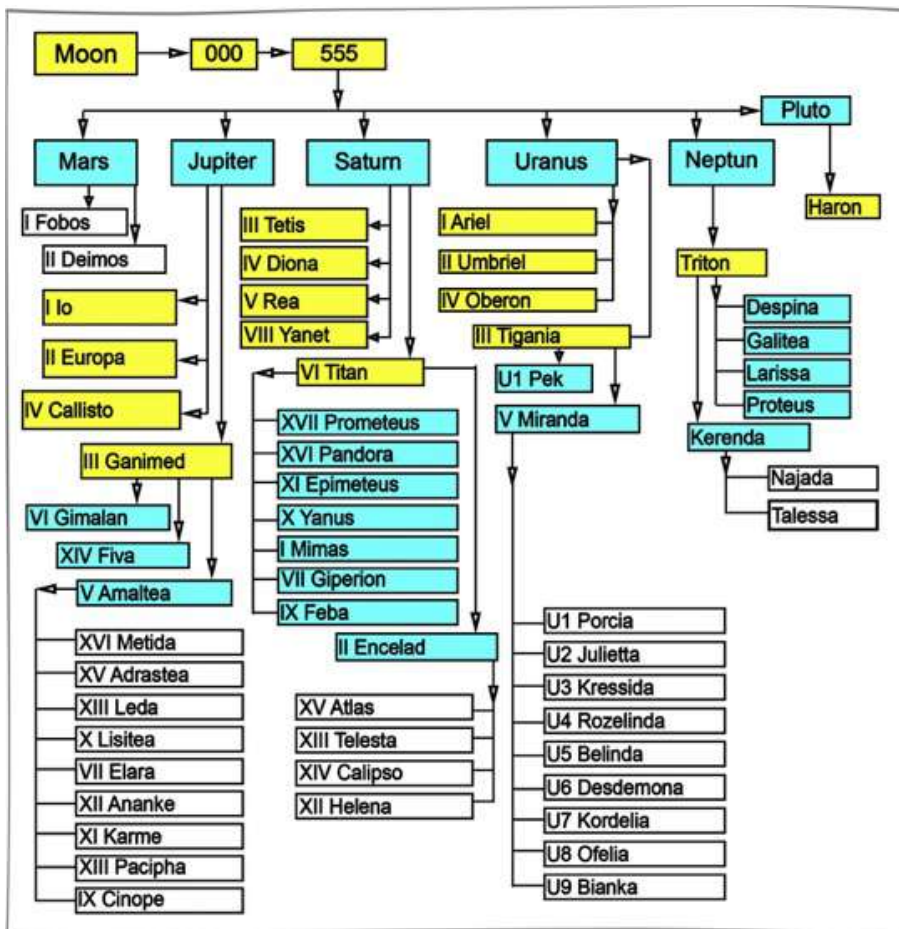 Moon
000
555
Pluto
Mars
Jupiter
Saturn
Uranus
Neptun
Haron
I Fobos
II Deimos
I Io
II Europa
IV Callisto
III Ganimed
VI Gimalan
XIV Fiva
V Amaltea
XVI Metida
XV Adrastea
XIII Leda
X Lisitea
VII Elara
XII Ananke
XI Karme
XIII Pacipha
IX Cinope
III Tetis
IV Diona
V Rea
VIII Yanet
VI Titan
XVII Prometeus
XVI Pandora
XI Epimeteus
X Yanus
I Mimas
VII Giperion
IX Feba
II Encelad
XV Atlas
XIII Telesta
XIV Calipso
XII Helena
I Ariel
II Umbriel
IV Oberon
III Tigania
U1 Pek
V Miranda
U1 Porcia
U2 Julietta
U3 Kressida
U4 Rozelinda
U5 Belinda
U6 Desdemona
U7 Kordelia
U8 Ofelia
U9 Bianka
Triton
Despina
Galitea
Larissa
Proteus
Kerenda
Najada
Talessa